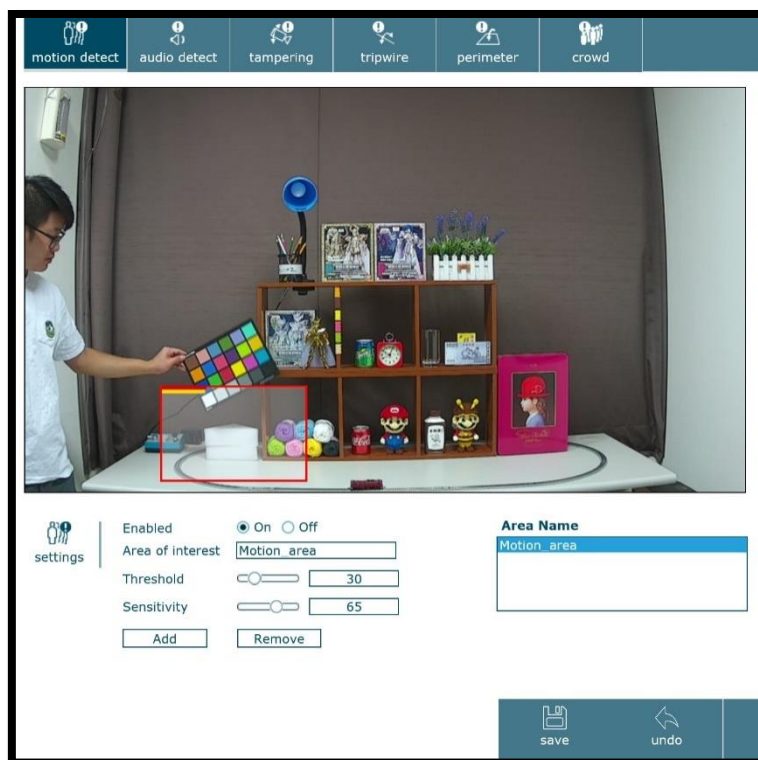 motion detect audio detect tampering tripwire perimeter crowd
settings
Enabled On Off
Area of interest Motion_area
Threshold 30
Sensitivity 65
Add Remove
Area Name
Motion_area
save undo